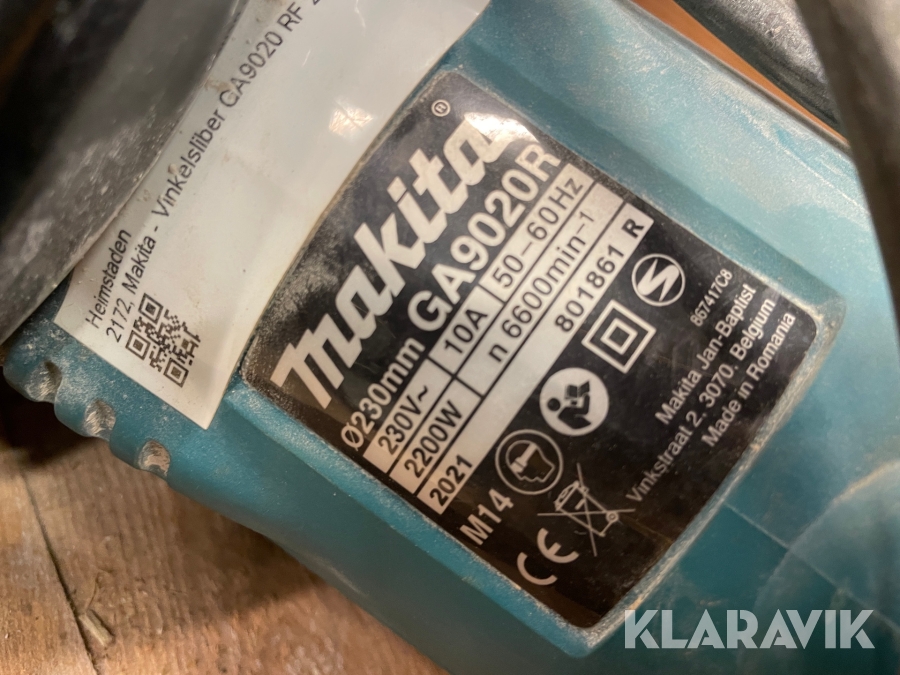 Heimstaden
2172, Makita - Vinkelsliber GA9020 RF
makita®
Ø230mm GA9020R
230V~ 10A 50-60Hz
2200W n 6600min⁻¹
2021 801861 R
M14
CE
867417C8
Makita Jan-Baptist
Vinkstraat 2. 3070. Belgium
Made in Romania
KLARAVIK